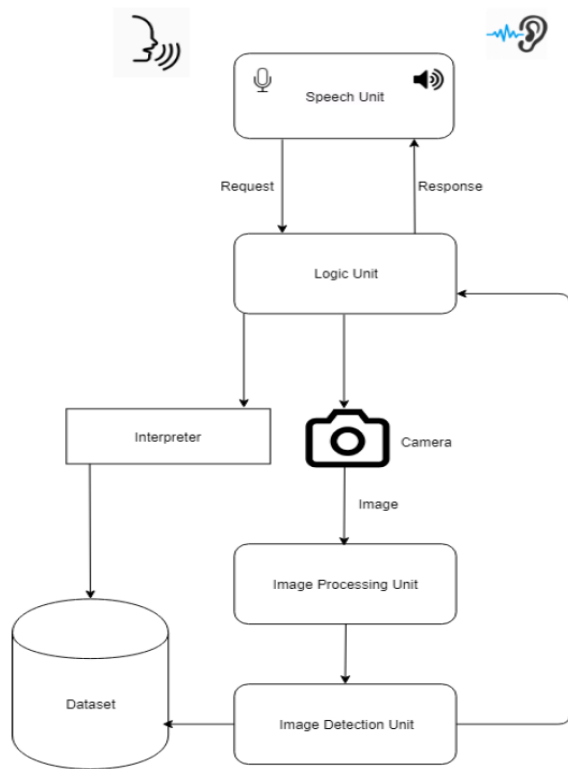 Speech Unit
Request
Response
Logic Unit
Interpreter
Camera
Image
Image Processing Unit
Dataset
Image Detection Unit